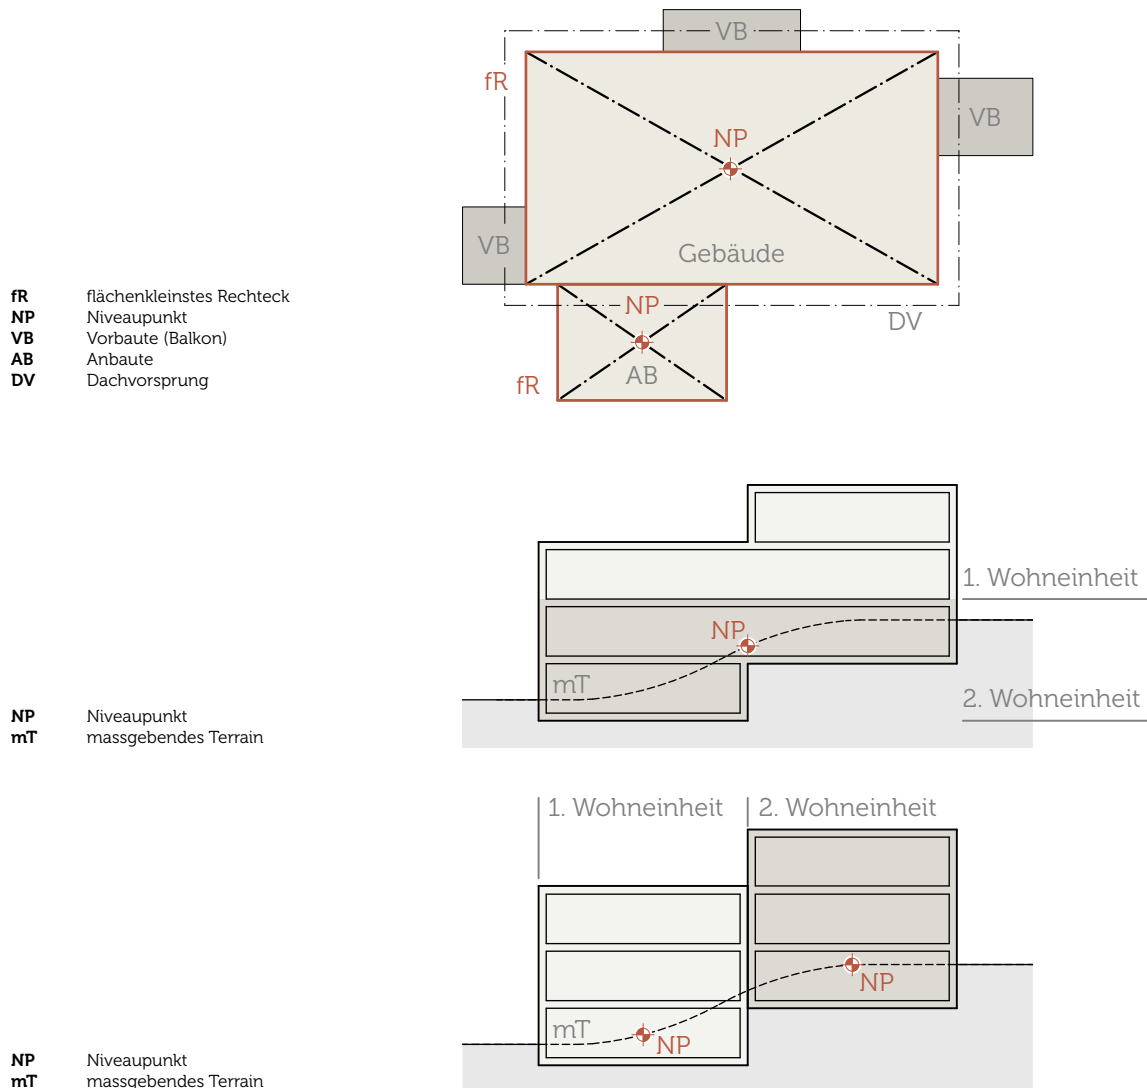 VB
fR
NP
VB
VB
Gebäude
NP
DV
AB
fR
fR flächenkleinstes Rechteck
NP Niveaupunkt
VB Vorbaute (Balkon)
AB Anbaute
DV Dachvorsprung
1. Wohneinheit
NP
mT
2. Wohneinheit
NP Niveaupunkt
mT massgebendes Terrain
1. Wohneinheit 2. Wohneinheit
NP
mT
NP
NP Niveaupunkt
mT massgebendes Terrain